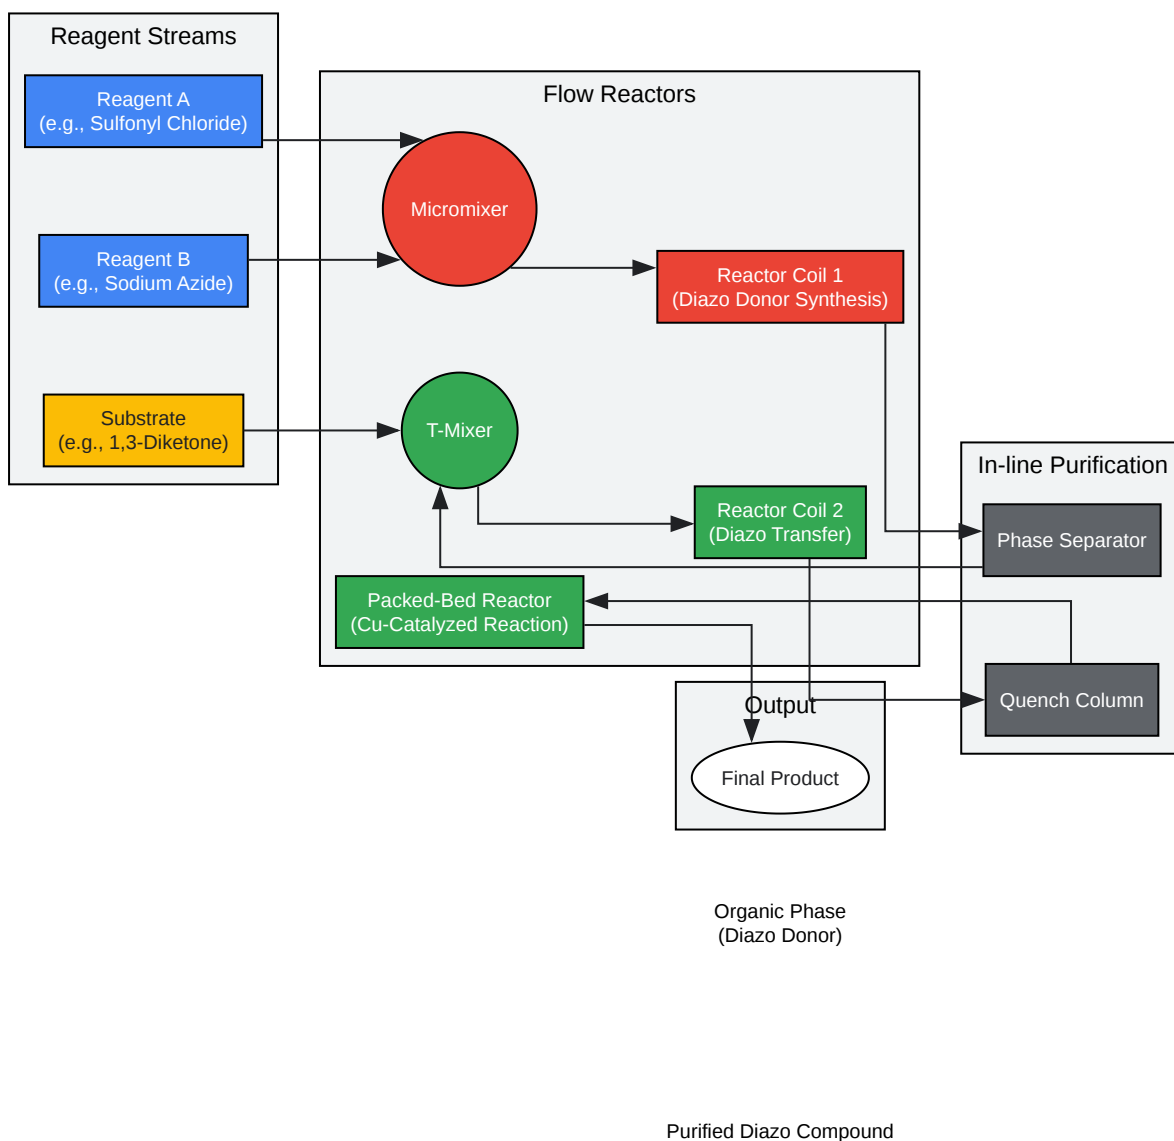 Reagent Streams
Reagent A
(e.g., Sulfonyl Chloride)
Reagent B
(e.g., Sodium Azide)
Substrate
(e.g., 1,3-Diketone)
Flow Reactors
Micromixer
Reactor Coil 1
(Diazo Donor Synthesis)
T-Mixer
Reactor Coil 2
(Diazo Transfer)
Packed-Bed Reactor
(Cu-Catalyzed Reaction)
In-line Purification
Phase Separator
Quench Column
Output
Final Product
Organic Phase
(Diazo Donor)
Purified Diazo Compound